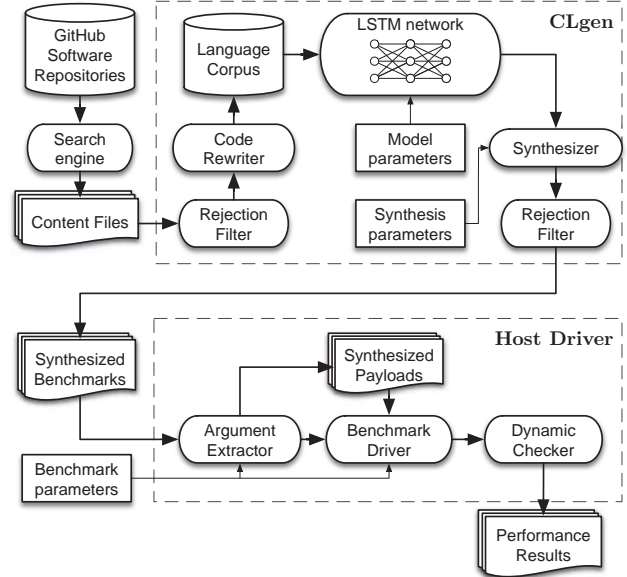 GitHub
Software
Repositories
Search
engine
Content Files
CLgen
Language
Corpus
Code
Rewriter
Rejection
Filter
LSTM network
Model
parameters
Synthesis
parameters
Synthesizer
Rejection
Filter
Synthesized
Benchmarks
Benchmark
parameters
Host Driver
Synthesized
Payloads
Argument
Extractor
Benchmark
Driver
Dynamic
Checker
Performance
Results